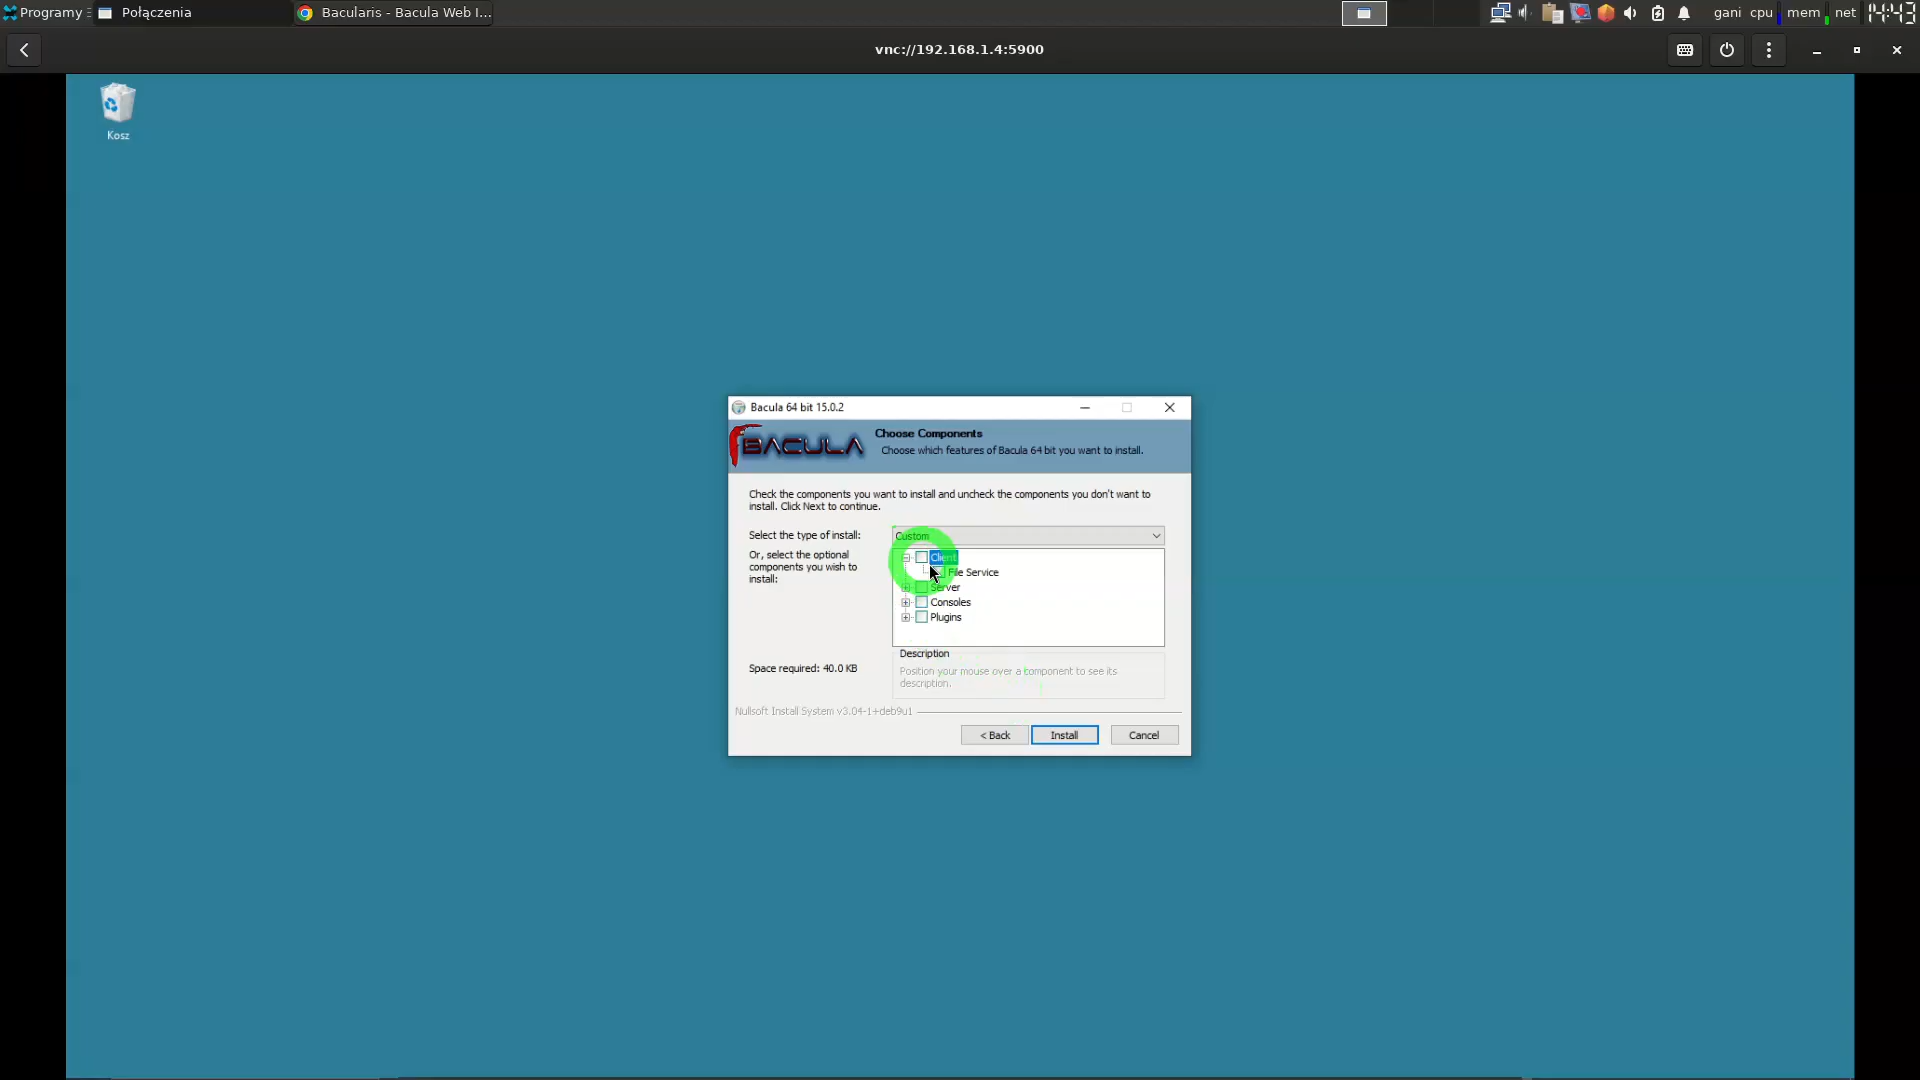 Programy
Połączenia
Bacularis - Bacula Web I...
gani cpu mem net 14:43
vnc://192.168.1.4:5900
Kosz
Bacula 64 bit 15.0.2
BACULA
Choose Components
Choose which features of Bacula 64 bit you want to install.
Check the components you want to install and uncheck the components you don't want to
install. Click Next to continue.
Select the type of install:
Custom
Or, select the optional
components you wish to
install:
Client
File Service
Server
Consoles
Plugins
Space required: 40.0 KB
Description
Position your mouse over a component to see its
description.
Nullsoft Install System v3.04-1+deb9u1
< Back
Install
Cancel